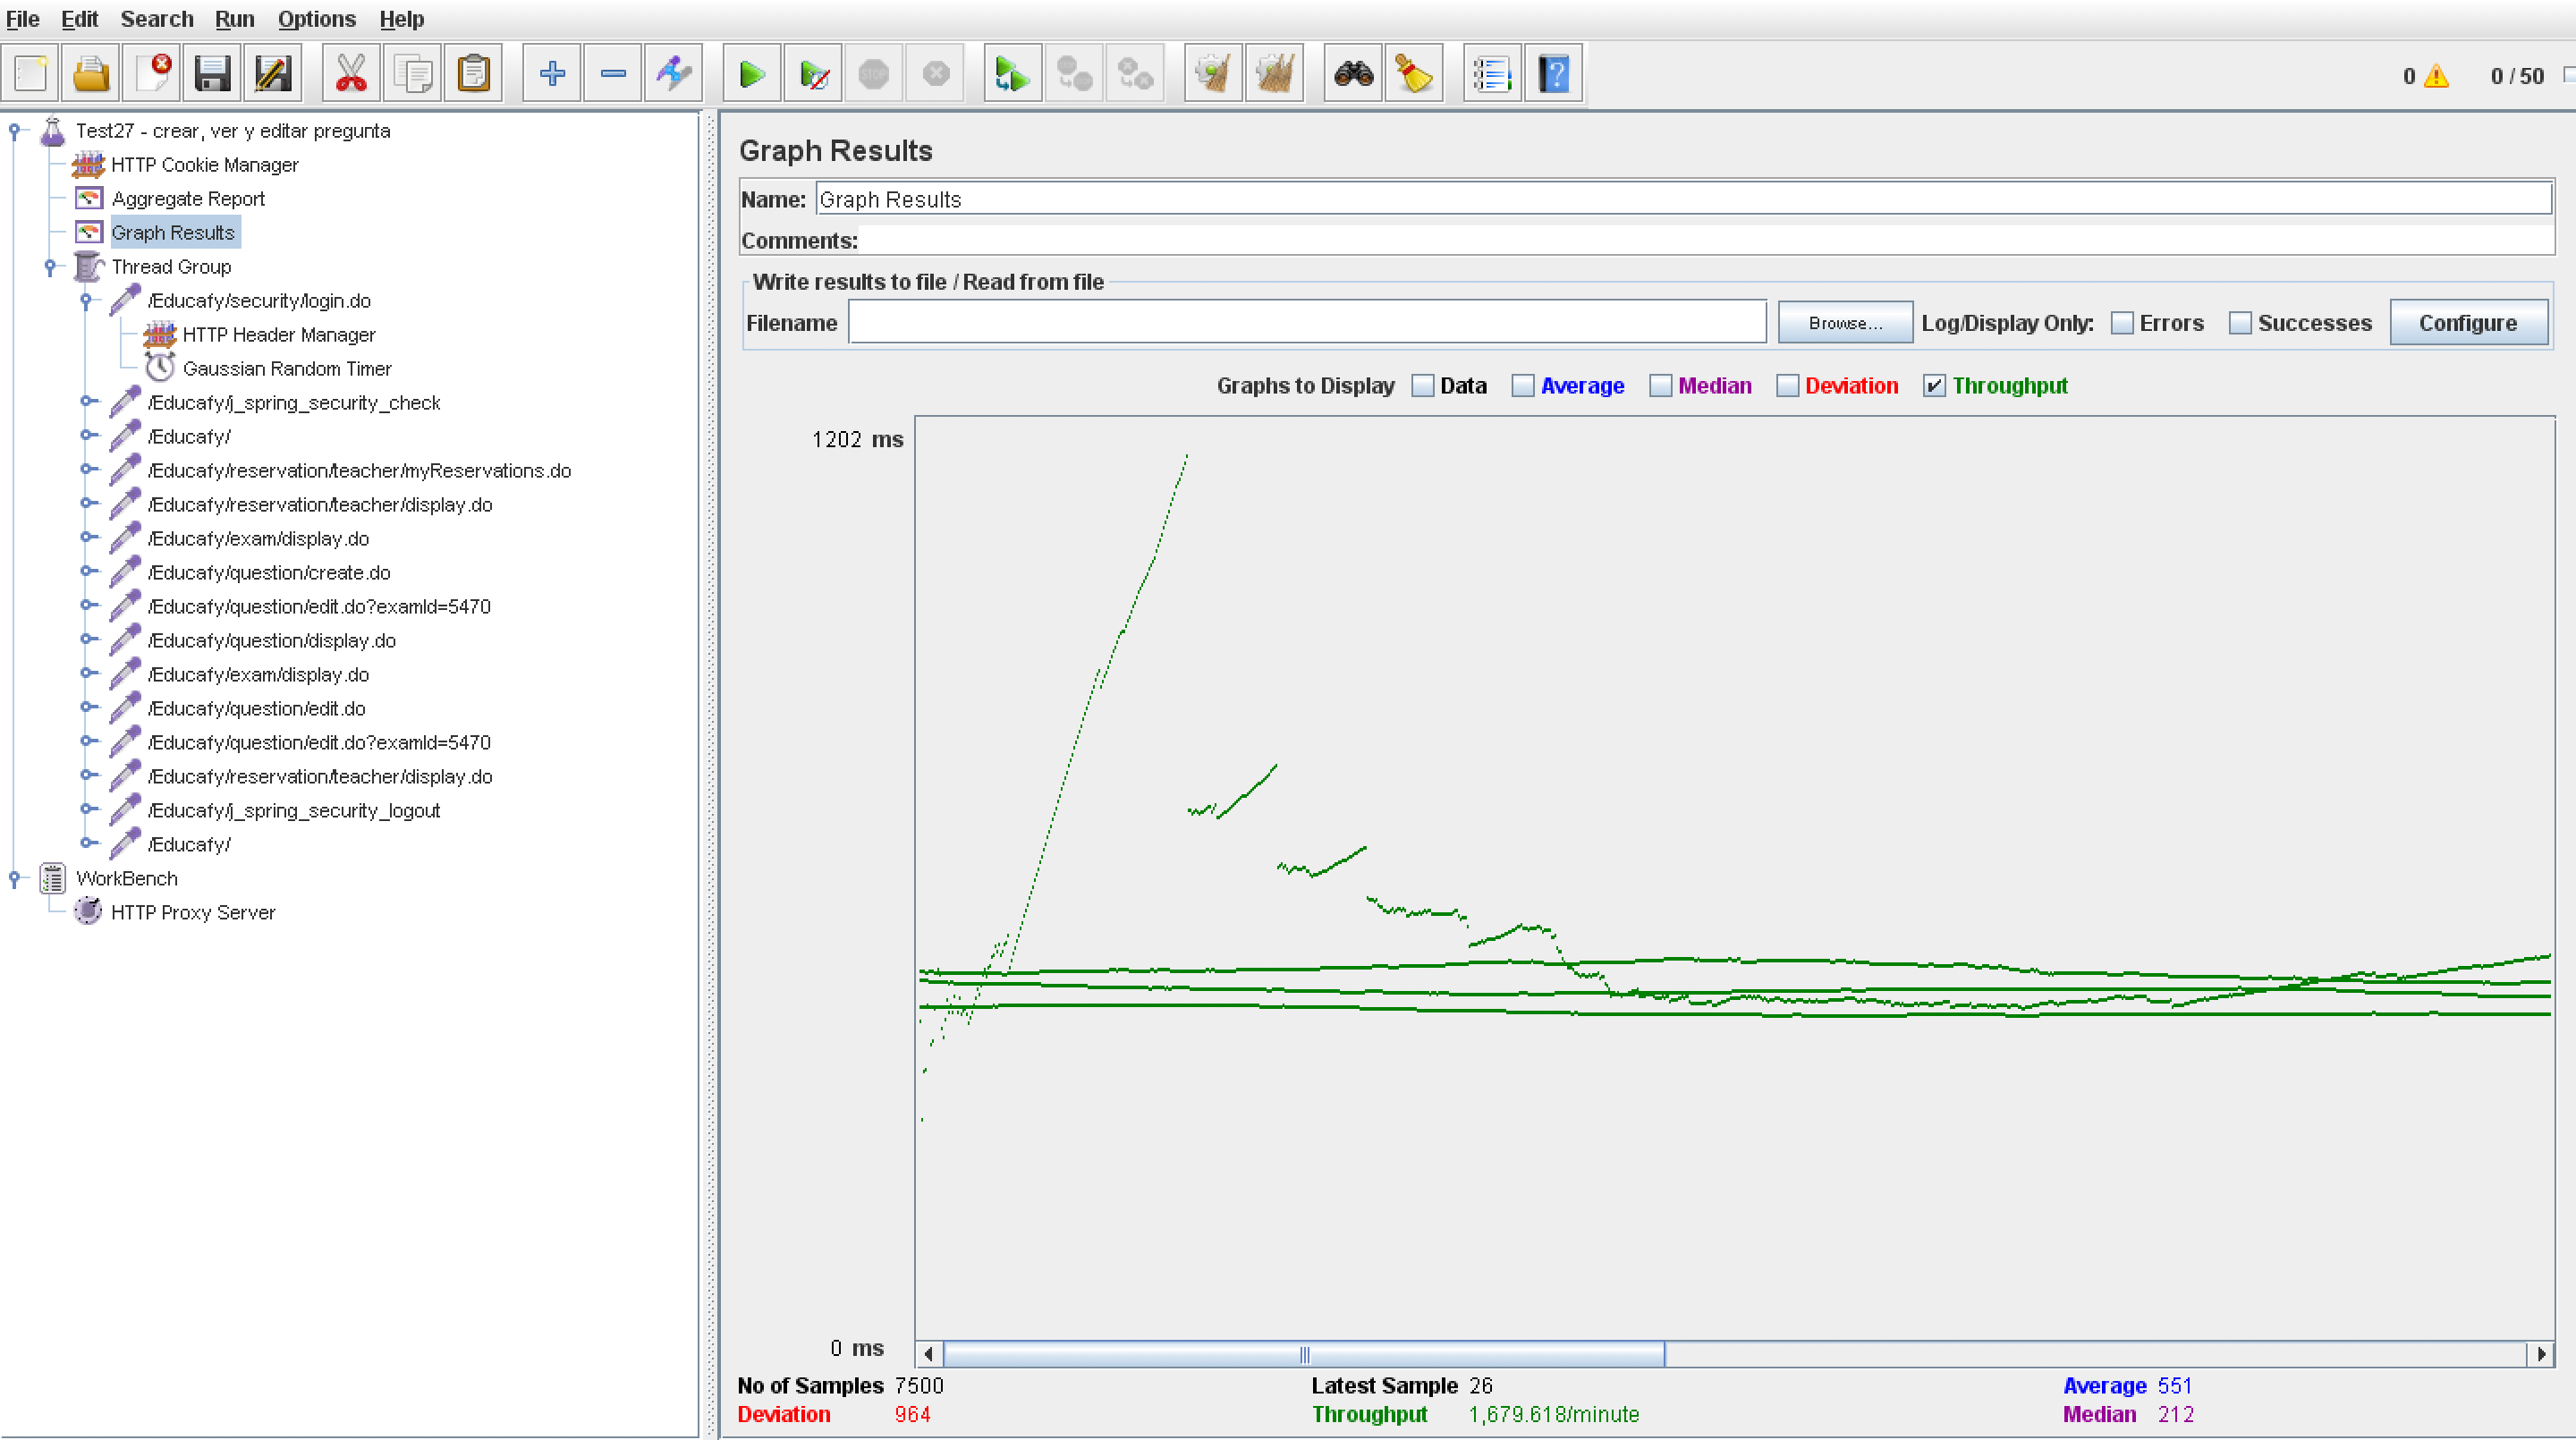 File Edit Search Run Options Help
STOP
0
0 / 50
Test27 - crear, ver y editar pregunta
HTTP Cookie Manager
Aggregate Report
Graph Results
Thread Group
/Educafy/security/login.do
HTTP Header Manager
Gaussian Random Timer
/Educafy/j_spring_security_check
/Educafy/
/Educafy/reservation/teacher/myReservations.do
/Educafy/reservation/teacher/display.do
/Educafy/exam/display.do
/Educafy/question/create.do
/Educafy/question/edit.do?examId=5470
/Educafy/question/display.do
/Educafy/exam/display.do
/Educafy/question/edit.do
/Educafy/question/edit.do?examId=5470
/Educafy/reservation/teacher/display.do
/Educafy/j_spring_security_logout
/Educafy/
WorkBench
HTTP Proxy Server
Graph Results
Name: Graph Results
Comments:
Write results to file / Read from file
Filename Browse... Log/Display Only: Errors Successes Configure
Graphs to Display Data Average Median Deviation Throughput
1202 ms
0 ms
No of Samples 7500 Latest Sample 26 Average 551
Deviation 964 Throughput 1,679.618/minute Median 212